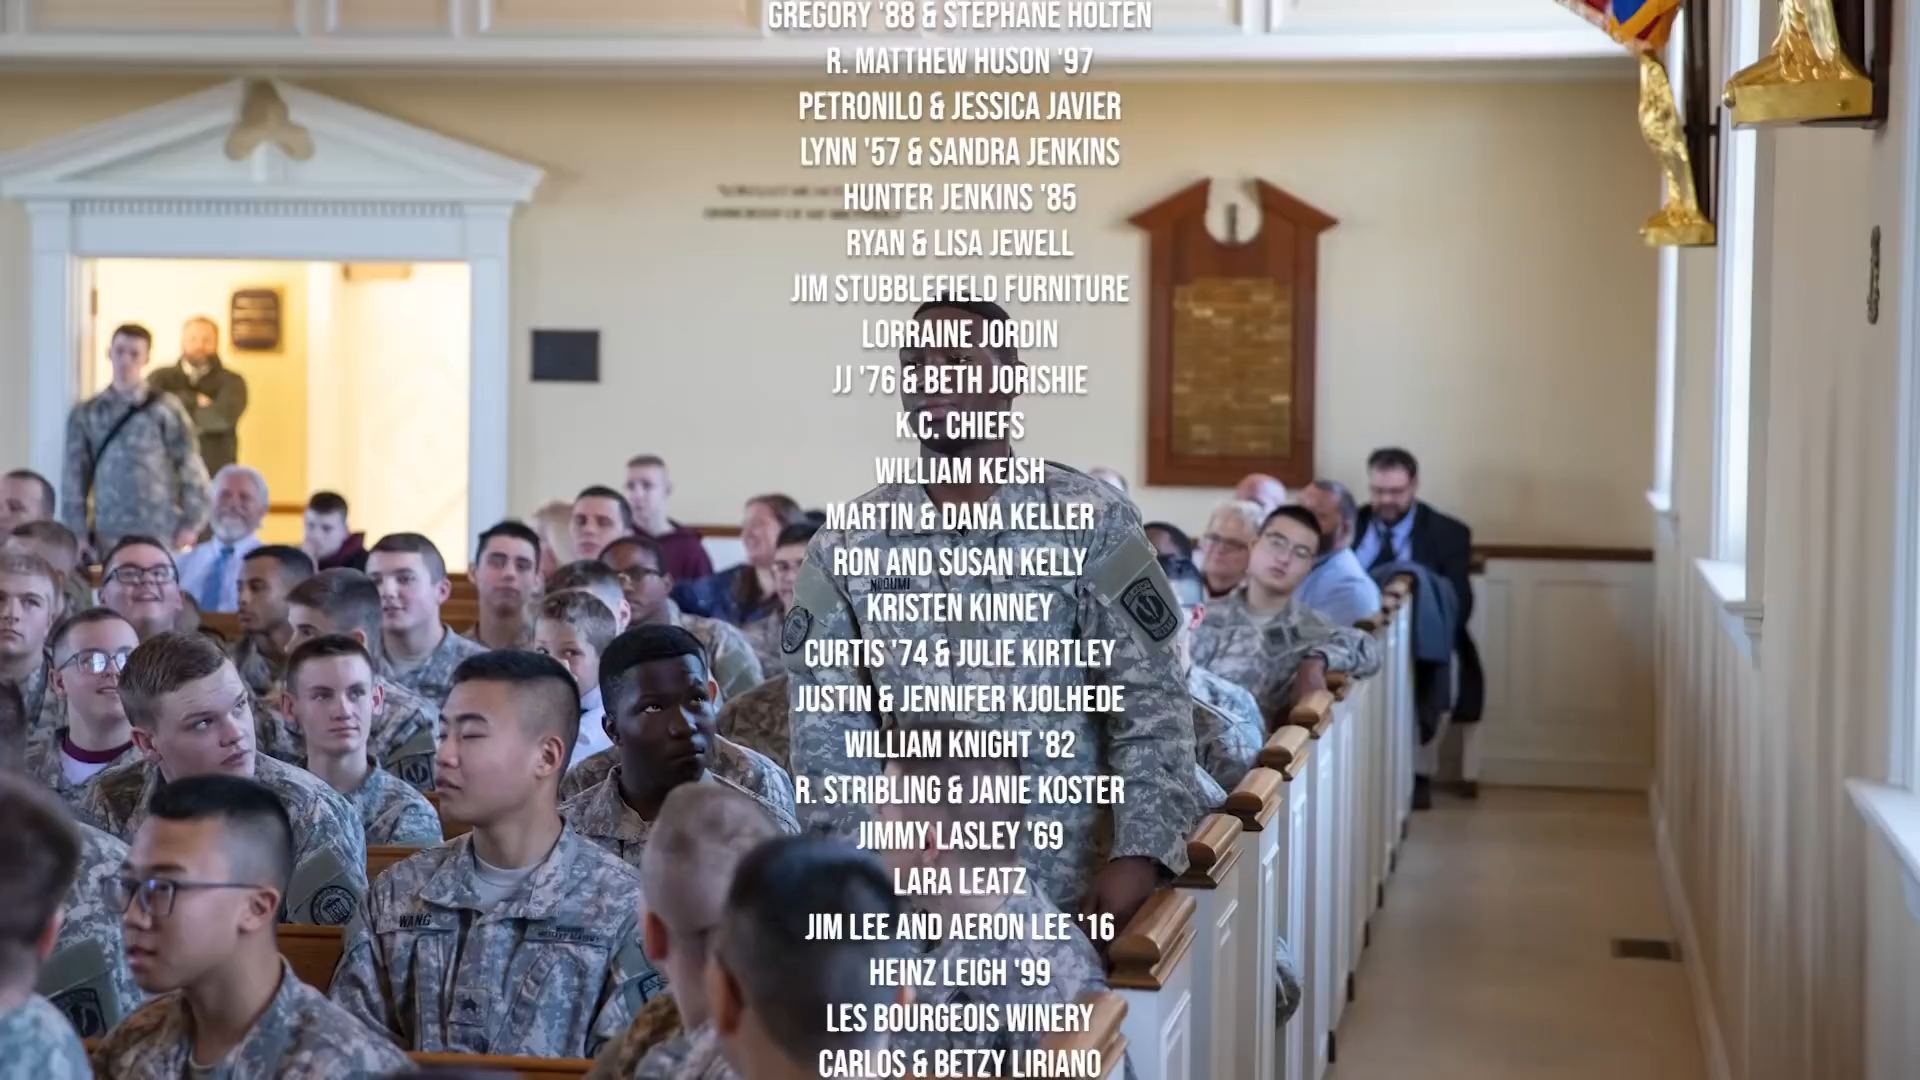 GREGORY '88 & STEPHANE HOLTEN
R. MATTHEW HUSON '97
PETRONILO & JESSICA JAVIER
LYNN '57 & SANDRA JENKINS
HUNTER JENKINS '85
RYAN & LISA JEWELL
JIM STUBBLEFIELD FURNITURE
LORRAINE JORDIN
JJ '76 & BETH JORISHIE
K.C. CHIEFS
WILLIAM KEISH
MARTIN & DANA KELLER
RON AND SUSAN KELLY
KRISTEN KINNEY
CURTIS '74 & JULIE KIRTLEY
JUSTIN & JENNIFER KJOLHEDE
WILLIAM KNIGHT '82
R. STRIBLING & JANIE KOSTER
JIMMY LASLEY '69
LARA LEATZ
JIM LEE AND AERON LEE '16
HEINZ LEIGH '99
LES BOURGEOIS WINERY
CARLOS & BETZY LIRIANO
WANG
MILITARY ACADEMY